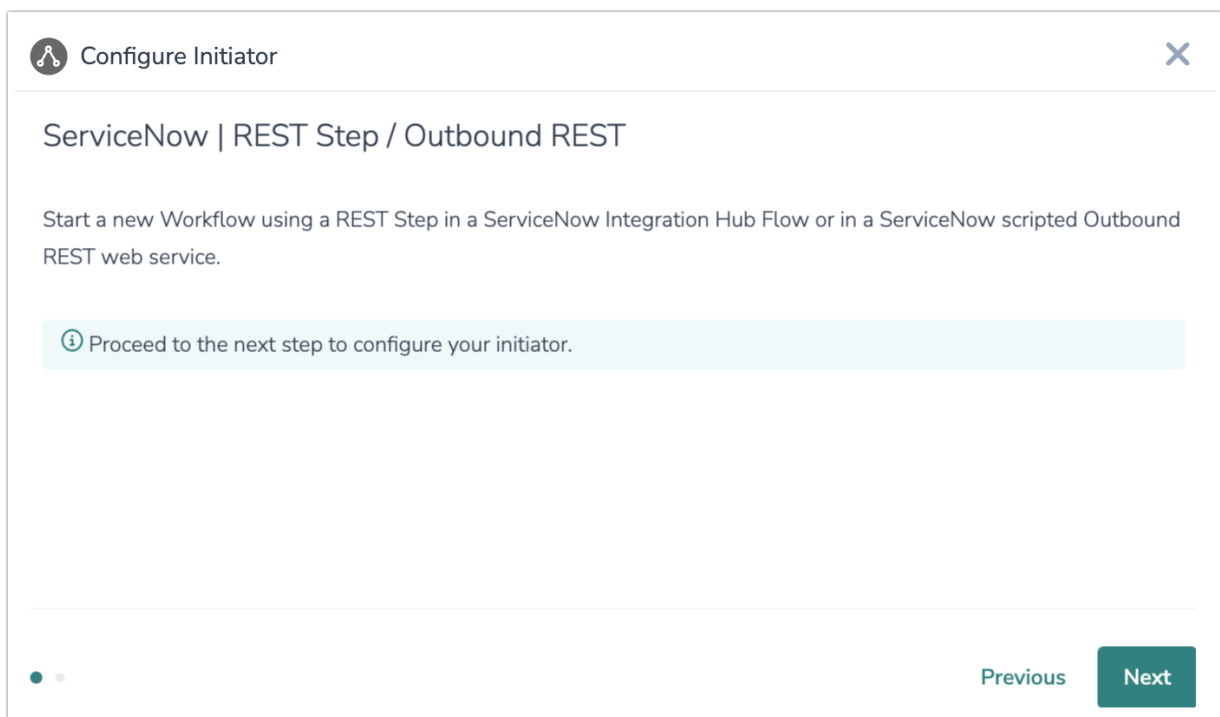 Configure Initiator
ServiceNow | REST Step / Outbound REST
Start a new Workflow using a REST Step in a ServiceNow Integration Hub Flow or in a ServiceNow scripted Outbound
REST web service.
Proceed to the next step to configure your initiator.
Previous
Next